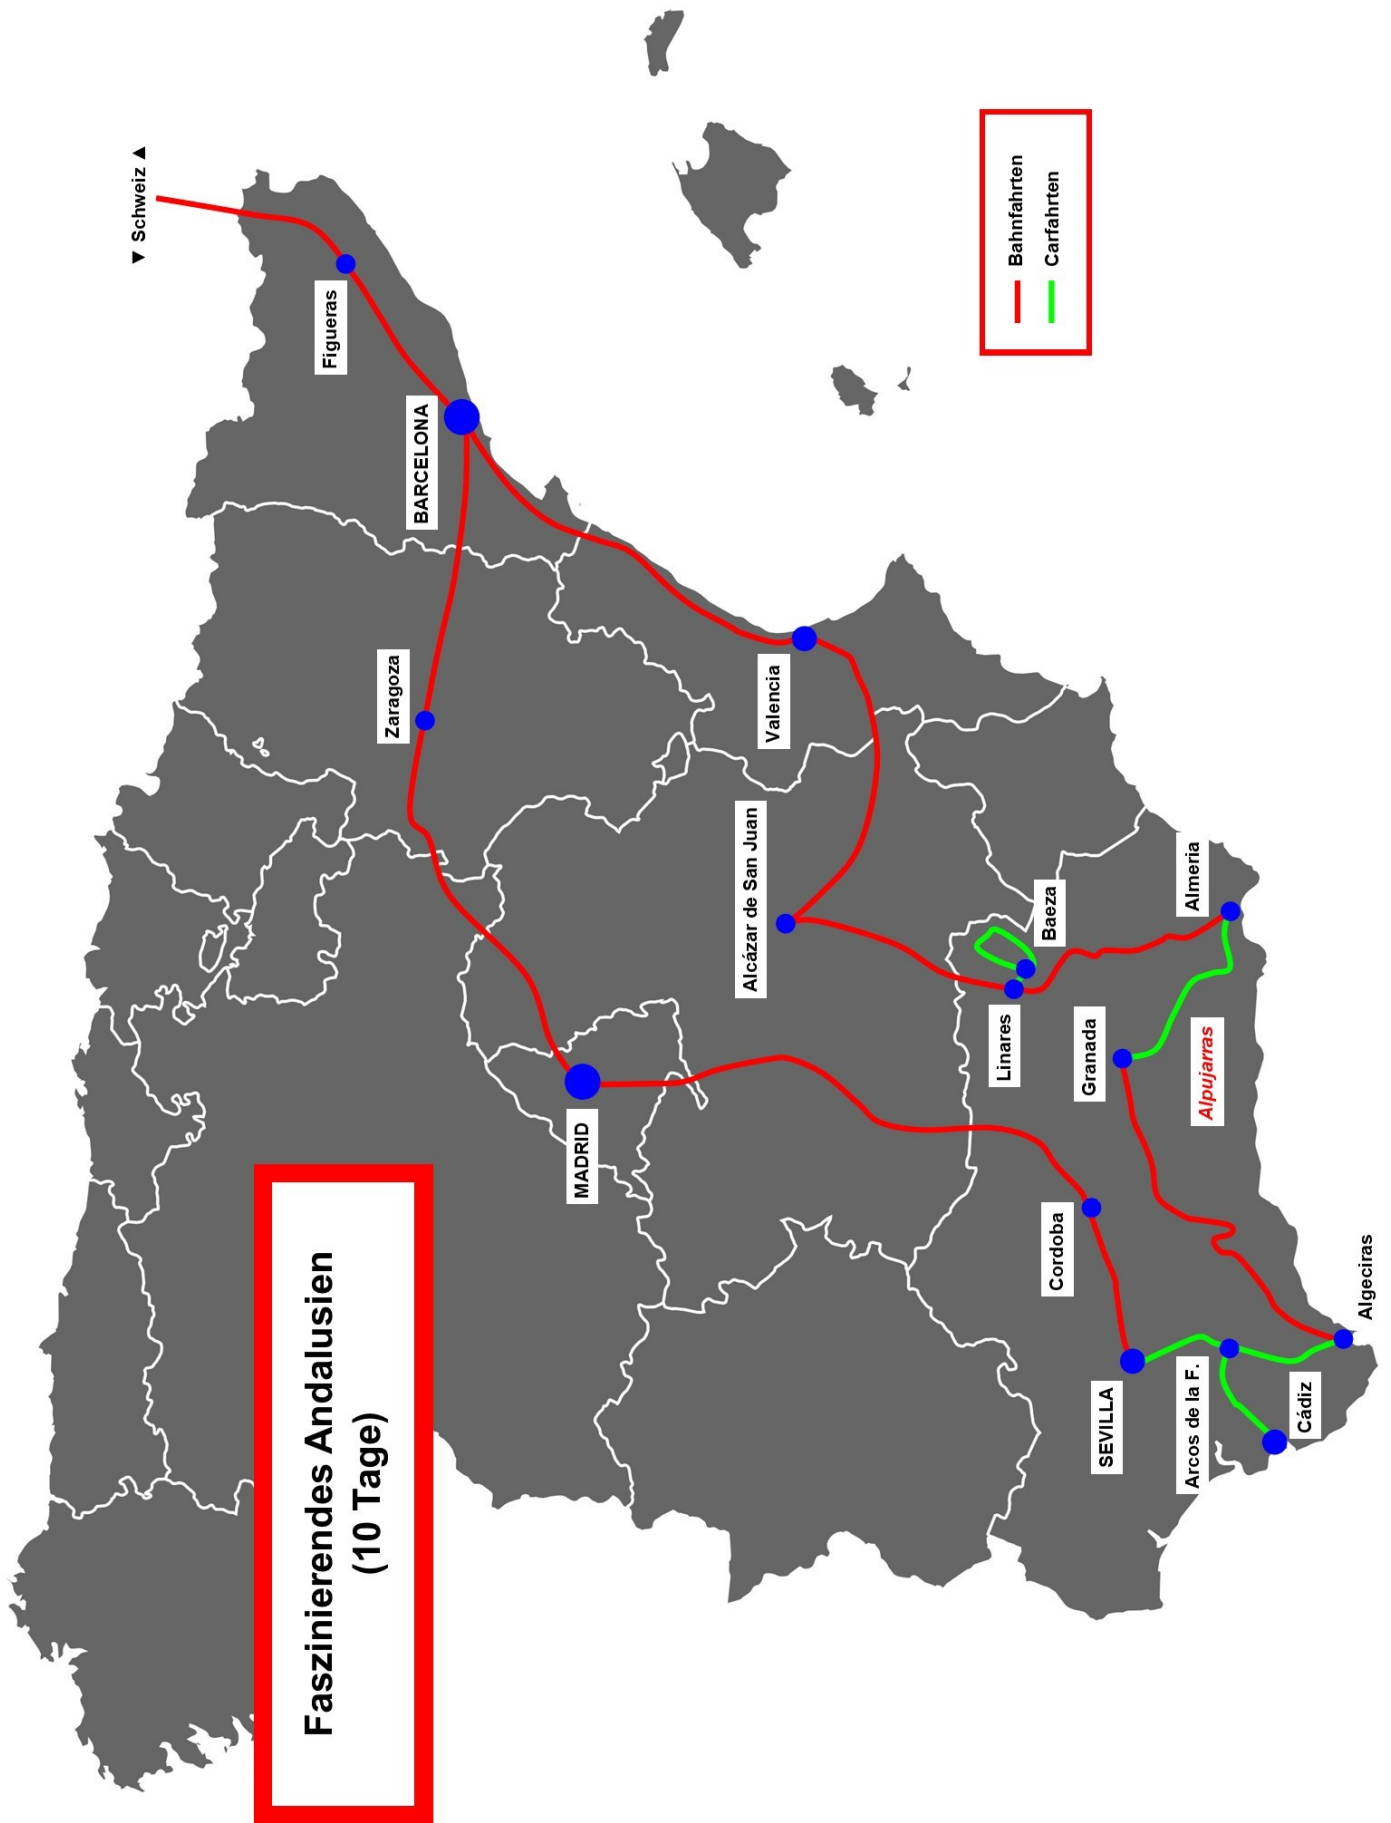 ▼ Schweiz ▲
Figueras
BARCELONA
Zaragoza
Valencia
Alcázar de San Juan
MADRID
Baeza
Linares
Almeria
Granada
Alpujarras
Cordoba
SEVILLA
Arcos de la F.
Cádiz
Algeciras
Faszinierendes Andalusien
(10 Tage)
Bahnfahrten
Carfahrten